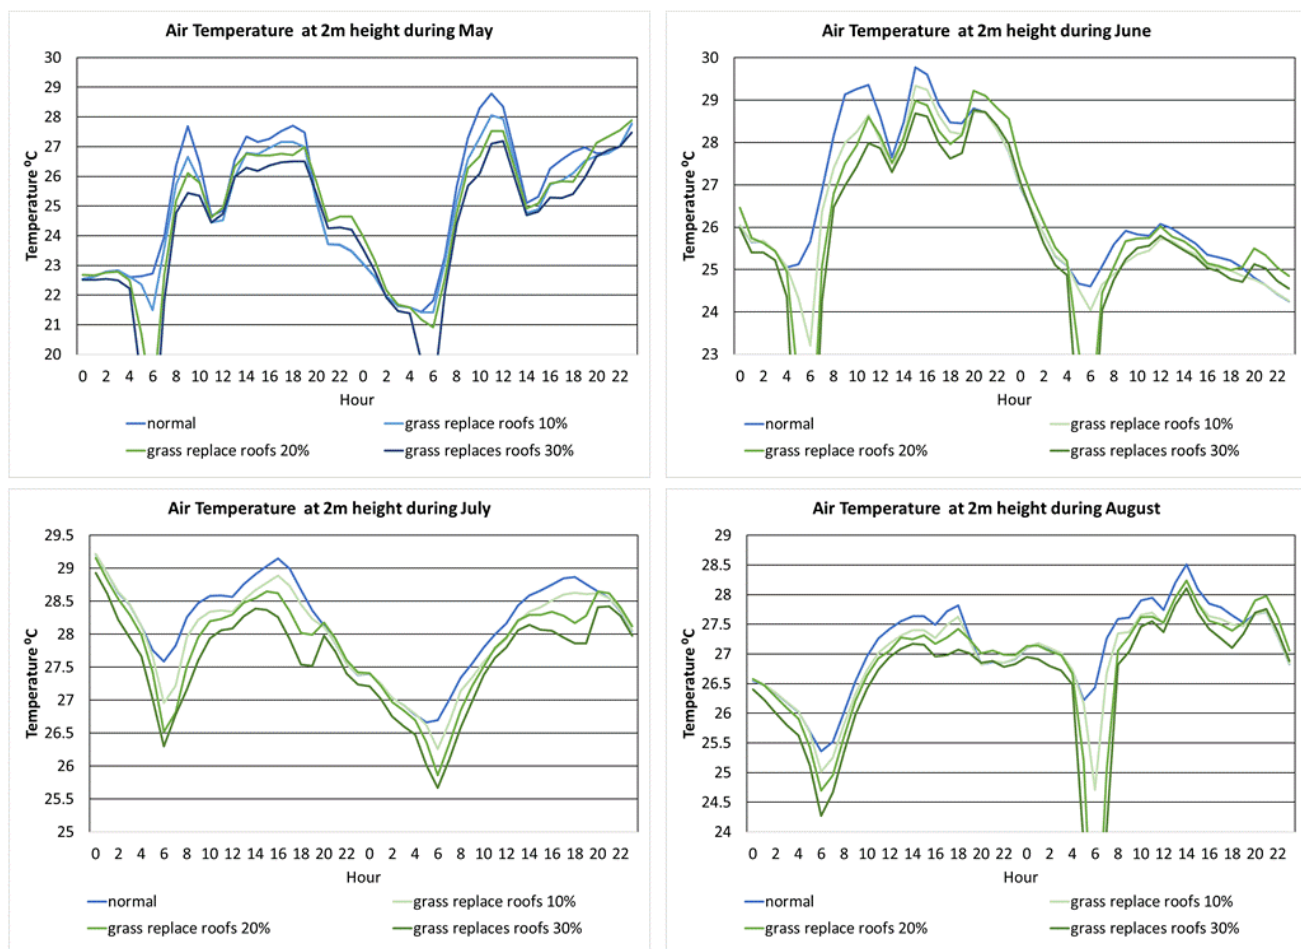 Air Temperature at 2m height during May
30
29
28
27
26
25
24
23
22
21
20
Temperature ⁰C
0 2 4 6 8 10 12 14 16 18 20 22 0 2 4 6 8 10 12 14 16 18 20 22
Hour
normal grass replace roofs 10%
grass replace roofs 20% grass replaces roofs 30%
Air Temperature at 2m height during June
30
29
28
27
26
25
24
23
Temperature ⁰C
0 2 4 6 8 10 12 14 16 18 20 22 0 2 4 6 8 10 12 14 16 18 20 22
Hour
normal grass replace roofs 10%
grass replace roofs 20% grass replaces roofs 30%
Air Temperature at 2m height during July
29.5
29
28.5
28
27.5
27
26.5
26
25.5
25
Temperature ⁰C
0 2 4 6 8 10 12 14 16 18 20 22 0 2 4 6 8 10 12 14 16 18 20 22
Hour
normal grass replace roofs 10%
grass replace roofs 20% grass replaces roofs 30%
Air Temperature at 2m height during August
29
28.5
28
27.5
27
26.5
26
25.5
25
24.5
24
Temperature ⁰C
0 2 4 6 8 10 12 14 16 18 20 22 0 2 4 6 8 10 12 14 16 18 20 22
Hour
normal grass replace roofs 10%
grass replace roofs 20% grass replaces roofs 30%